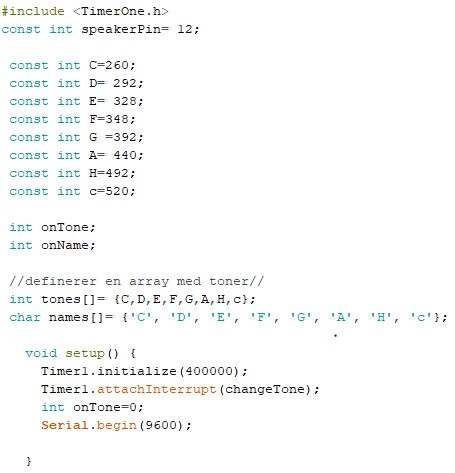 #include <TimerOne.h>
const int speakerPin= 12;
const int C=260;
const int D= 292;
const int E= 328;
const int F=348;
const int G =392;
const int A= 440;
const int H=492;
const int c=520;
int onTone;
int onName;
//definerer en array med toner//
int tones[]= {C,D,E,F,G,A,H,c};
char names[]= {'C', 'D', 'E', 'F', 'G', 'A', 'H', 'c'};
void setup() {
Timer1.initialize(400000);
Timer1.attachInterrupt(changeTone);
int onTone=0;
Serial.begin(9600);
}